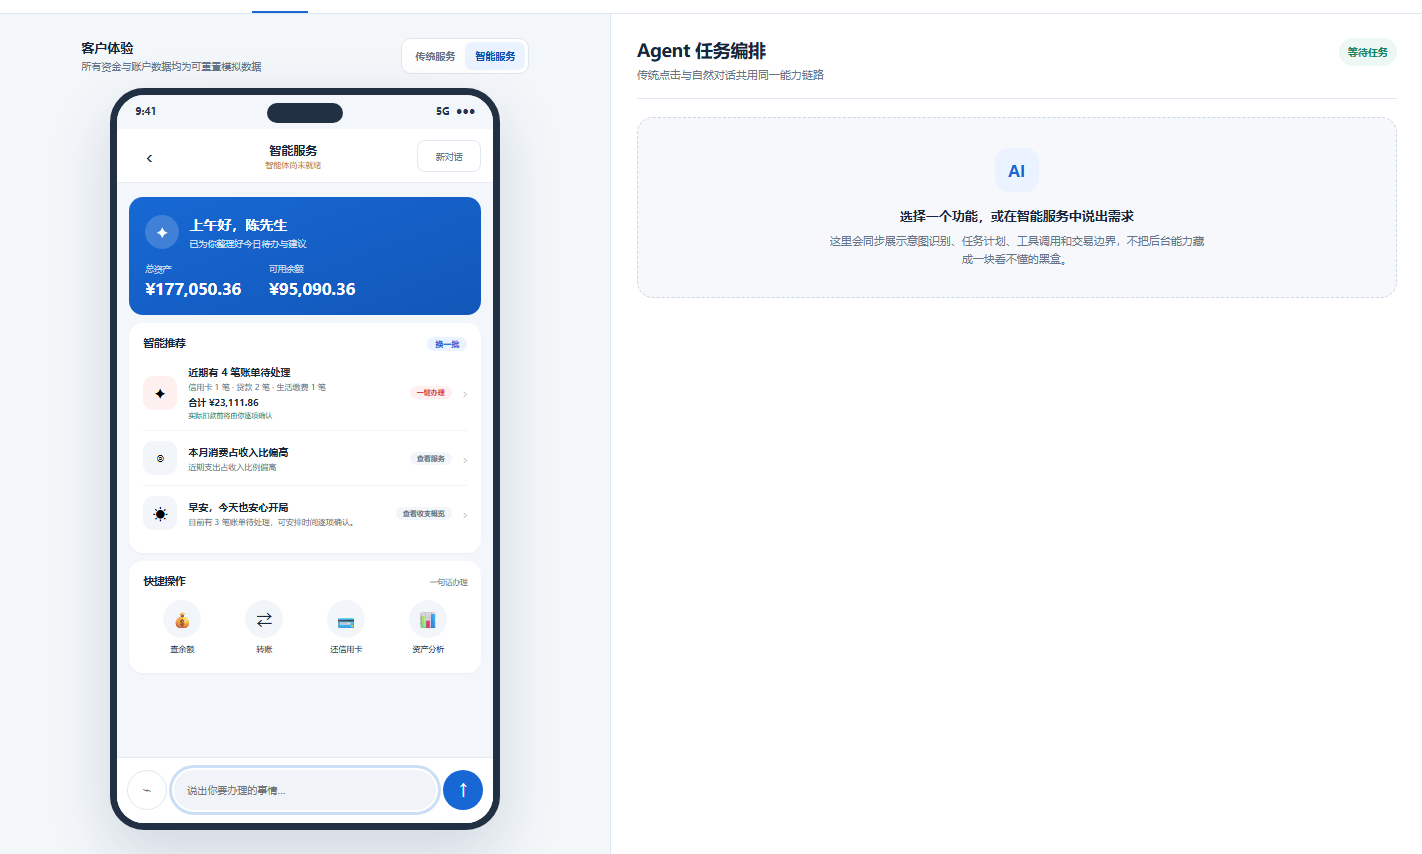 客户体验
所有资金与账户数据均为可重置模拟数据
传统服务
智能服务
9:41
5G
智能服务
智能体尚未就绪
新对话
上午好，陈先生
已为你整理好今日待办与建议
总资产
可用余额
¥177,050.36
¥95,090.36
智能推荐
换一批
近期有 4 笔账单待处理
信用卡 1 笔 · 贷款 2 笔 · 生活缴费 1 笔
合计 ¥23,111.86
实际扣款前将由你逐项确认
一键办理
本月消费占收入比偏高
近期支出占收入比例偏高
查看服务
早安，今天也安心开局
目前有 3 笔账单待处理，可安排时间逐项确认。
查看收支概览
快捷操作
一句话办理
查余额
转账
还信用卡
资产分析
说出你要办理的事情...
Agent 任务编排
传统点击与自然对话共用同一能力链路
等待任务
AI
选择一个功能，或在智能服务中说出需求
这里会同步展示意图识别、任务计划、工具调用和交易边界，不把后台能力藏
成一块看不懂的黑盒。